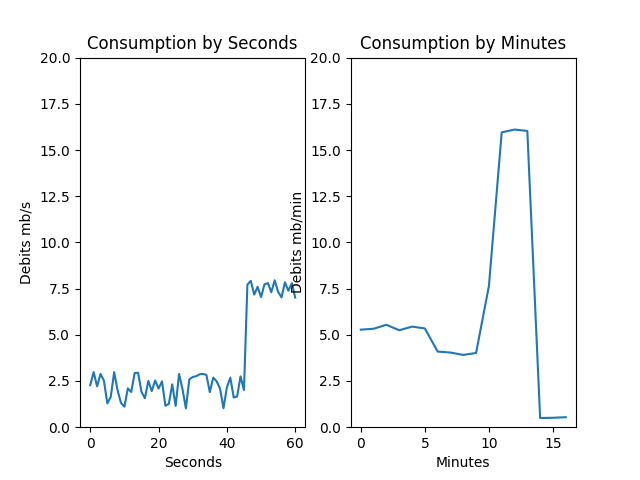 Consumption by Seconds
20.0
17.5
15.0
12.5
10.0
7.5
5.0
2.5
0.0
Debits mb/s
0 20 40 60
Seconds
Consumption by Minutes
20.0
17.5
15.0
12.5
10.0
7.5
5.0
2.5
0.0
Debits mb/min
0 5 10 15
Minutes